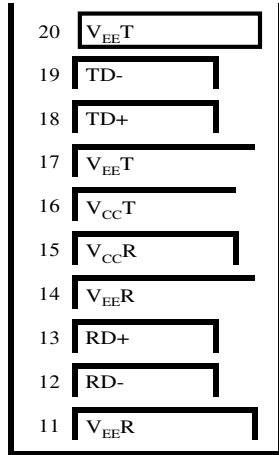 20 VEET
19 TD-
18 TD+
17 VEET
16 VCCT
15 VCCR
14 VEER
13 RD+
12 RD-
11 VEER